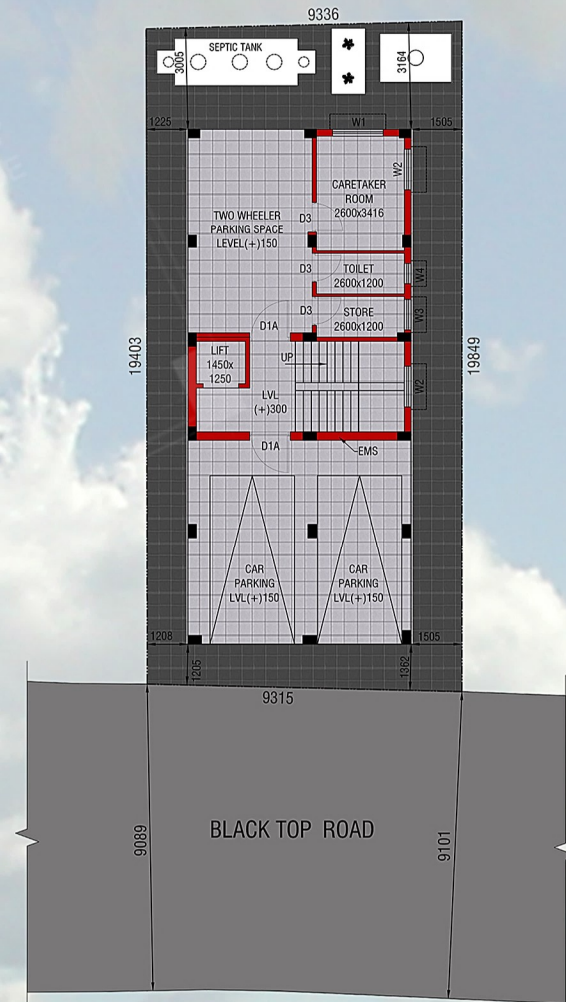 9336
SEPTIC TANK
3005
3164
1225
1505
W1
W2
CARETAKER
ROOM
2600x3416
D3
TWO WHEELER
PARKING SPACE
LEVEL(+)150
D3
TOILET
2600x1200
W4
D3
STORE
2600x1200
W3
D1A
19403
19849
LIFT
1450x
1250
UP
W2
LVL
(+)300
D1A
EMS
CAR
PARKING
LVL(+)150
CAR
PARKING
LVL(+)150
1208
1505
1205
1362
9315
BLACK TOP ROAD
9089
9101